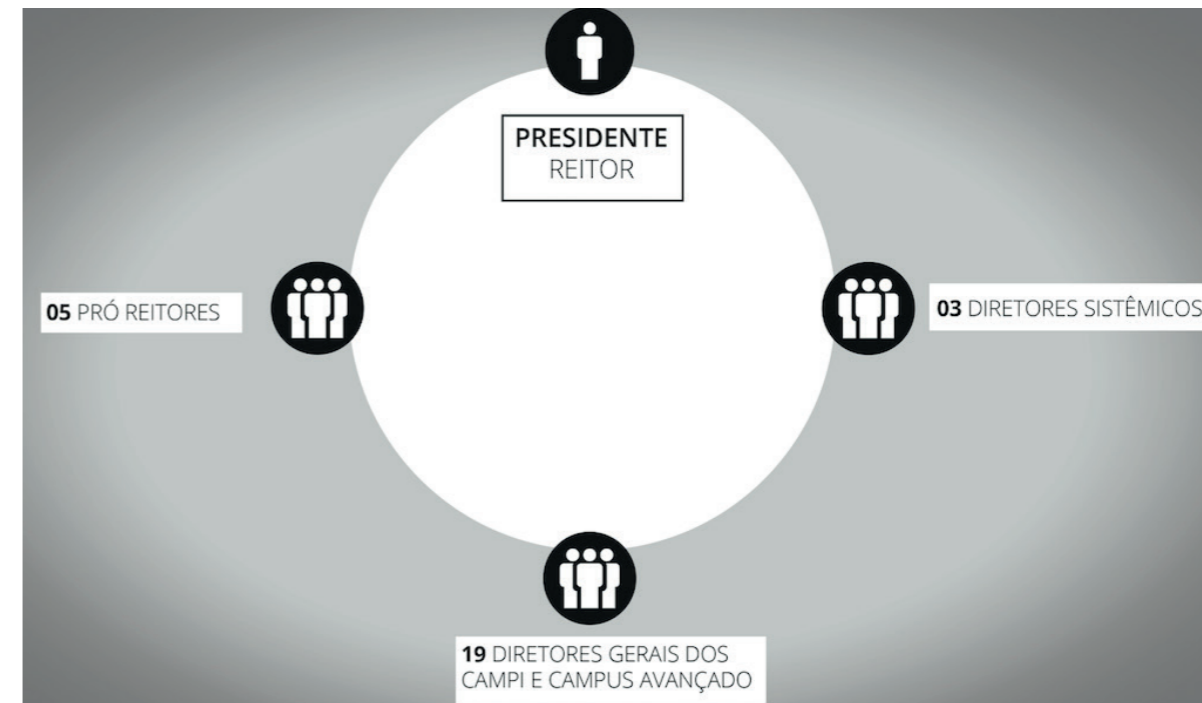 PRESIDENTE
REITOR
05 PRÓ REITORES
03 DIRETORES SISTÊMICOS
19 DIRETORES GERAIS DOS
CAMPI E CAMPUS AVANÇADO